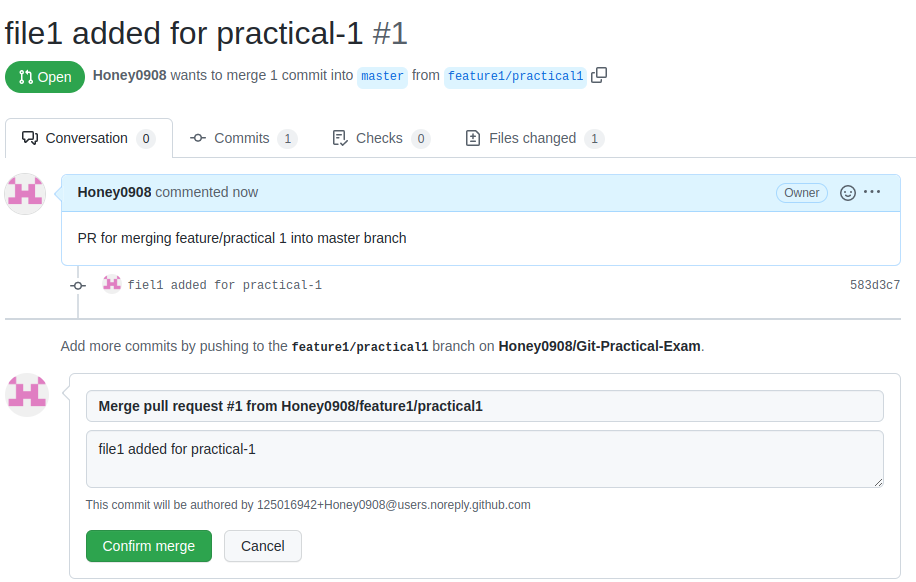 file1 added for practical-1 #1
Open Honey0908 wants to merge 1 commit into master from feature1/practical1
Conversation 0 Commits 1 Checks 0 Files changed 1
Honey0908 commented now Owner
PR for merging feature/practical 1 into master branch
fiel1 added for practical-1 583d3c7
Add more commits by pushing to the feature1/practical1 branch on Honey0908/Git-Practical-Exam.
Merge pull request #1 from Honey0908/feature1/practical1
file1 added for practical-1
This commit will be authored by 125016942+Honey0908@users.noreply.github.com
Confirm merge Cancel